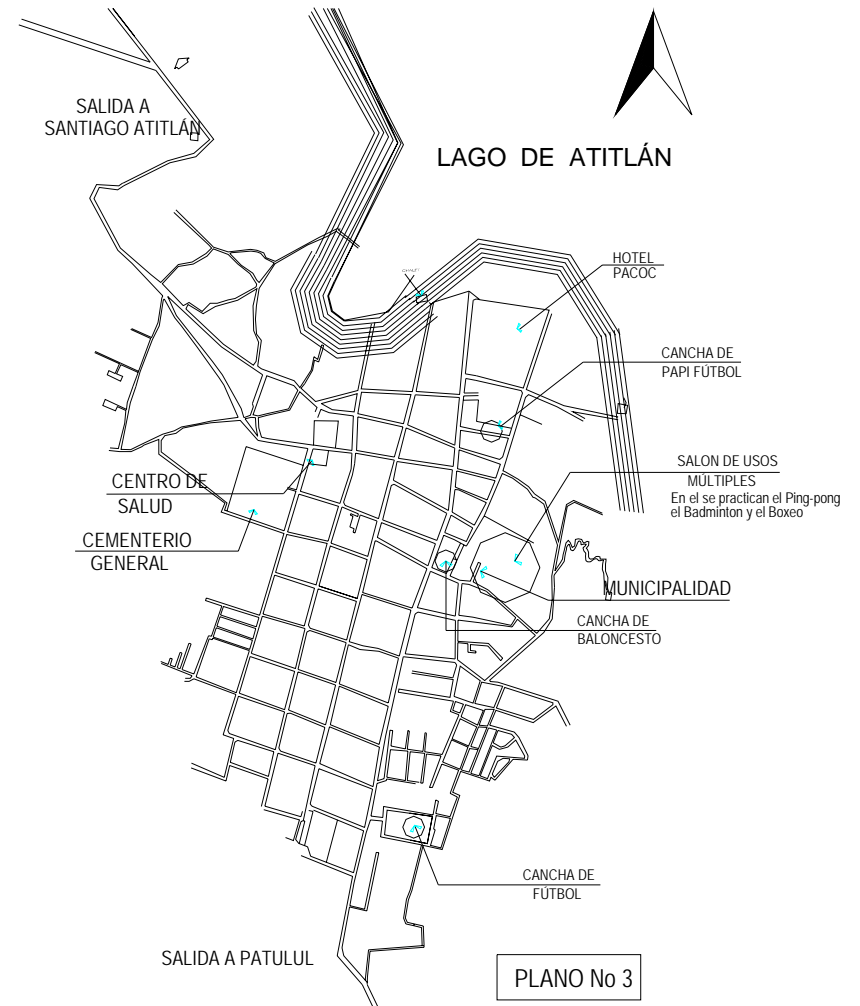 SALIDA A
SANTIAGO ATITLÁN
LAGO DE ATITLÁN
HOTEL
PACOC
CANCHA DE
PAPI FÚTBOL
SALON DE USOS
MÚLTIPLES
En el se practican el Ping-pong
el Badminton y el Boxeo
CENTRO DE
SALUD
CEMENTERIO
GENERAL
MUNICIPALIDAD
CANCHA DE
BALONCESTO
CANCHA DE
FÚTBOL
SALIDA A PATULUL
PLANO No 3